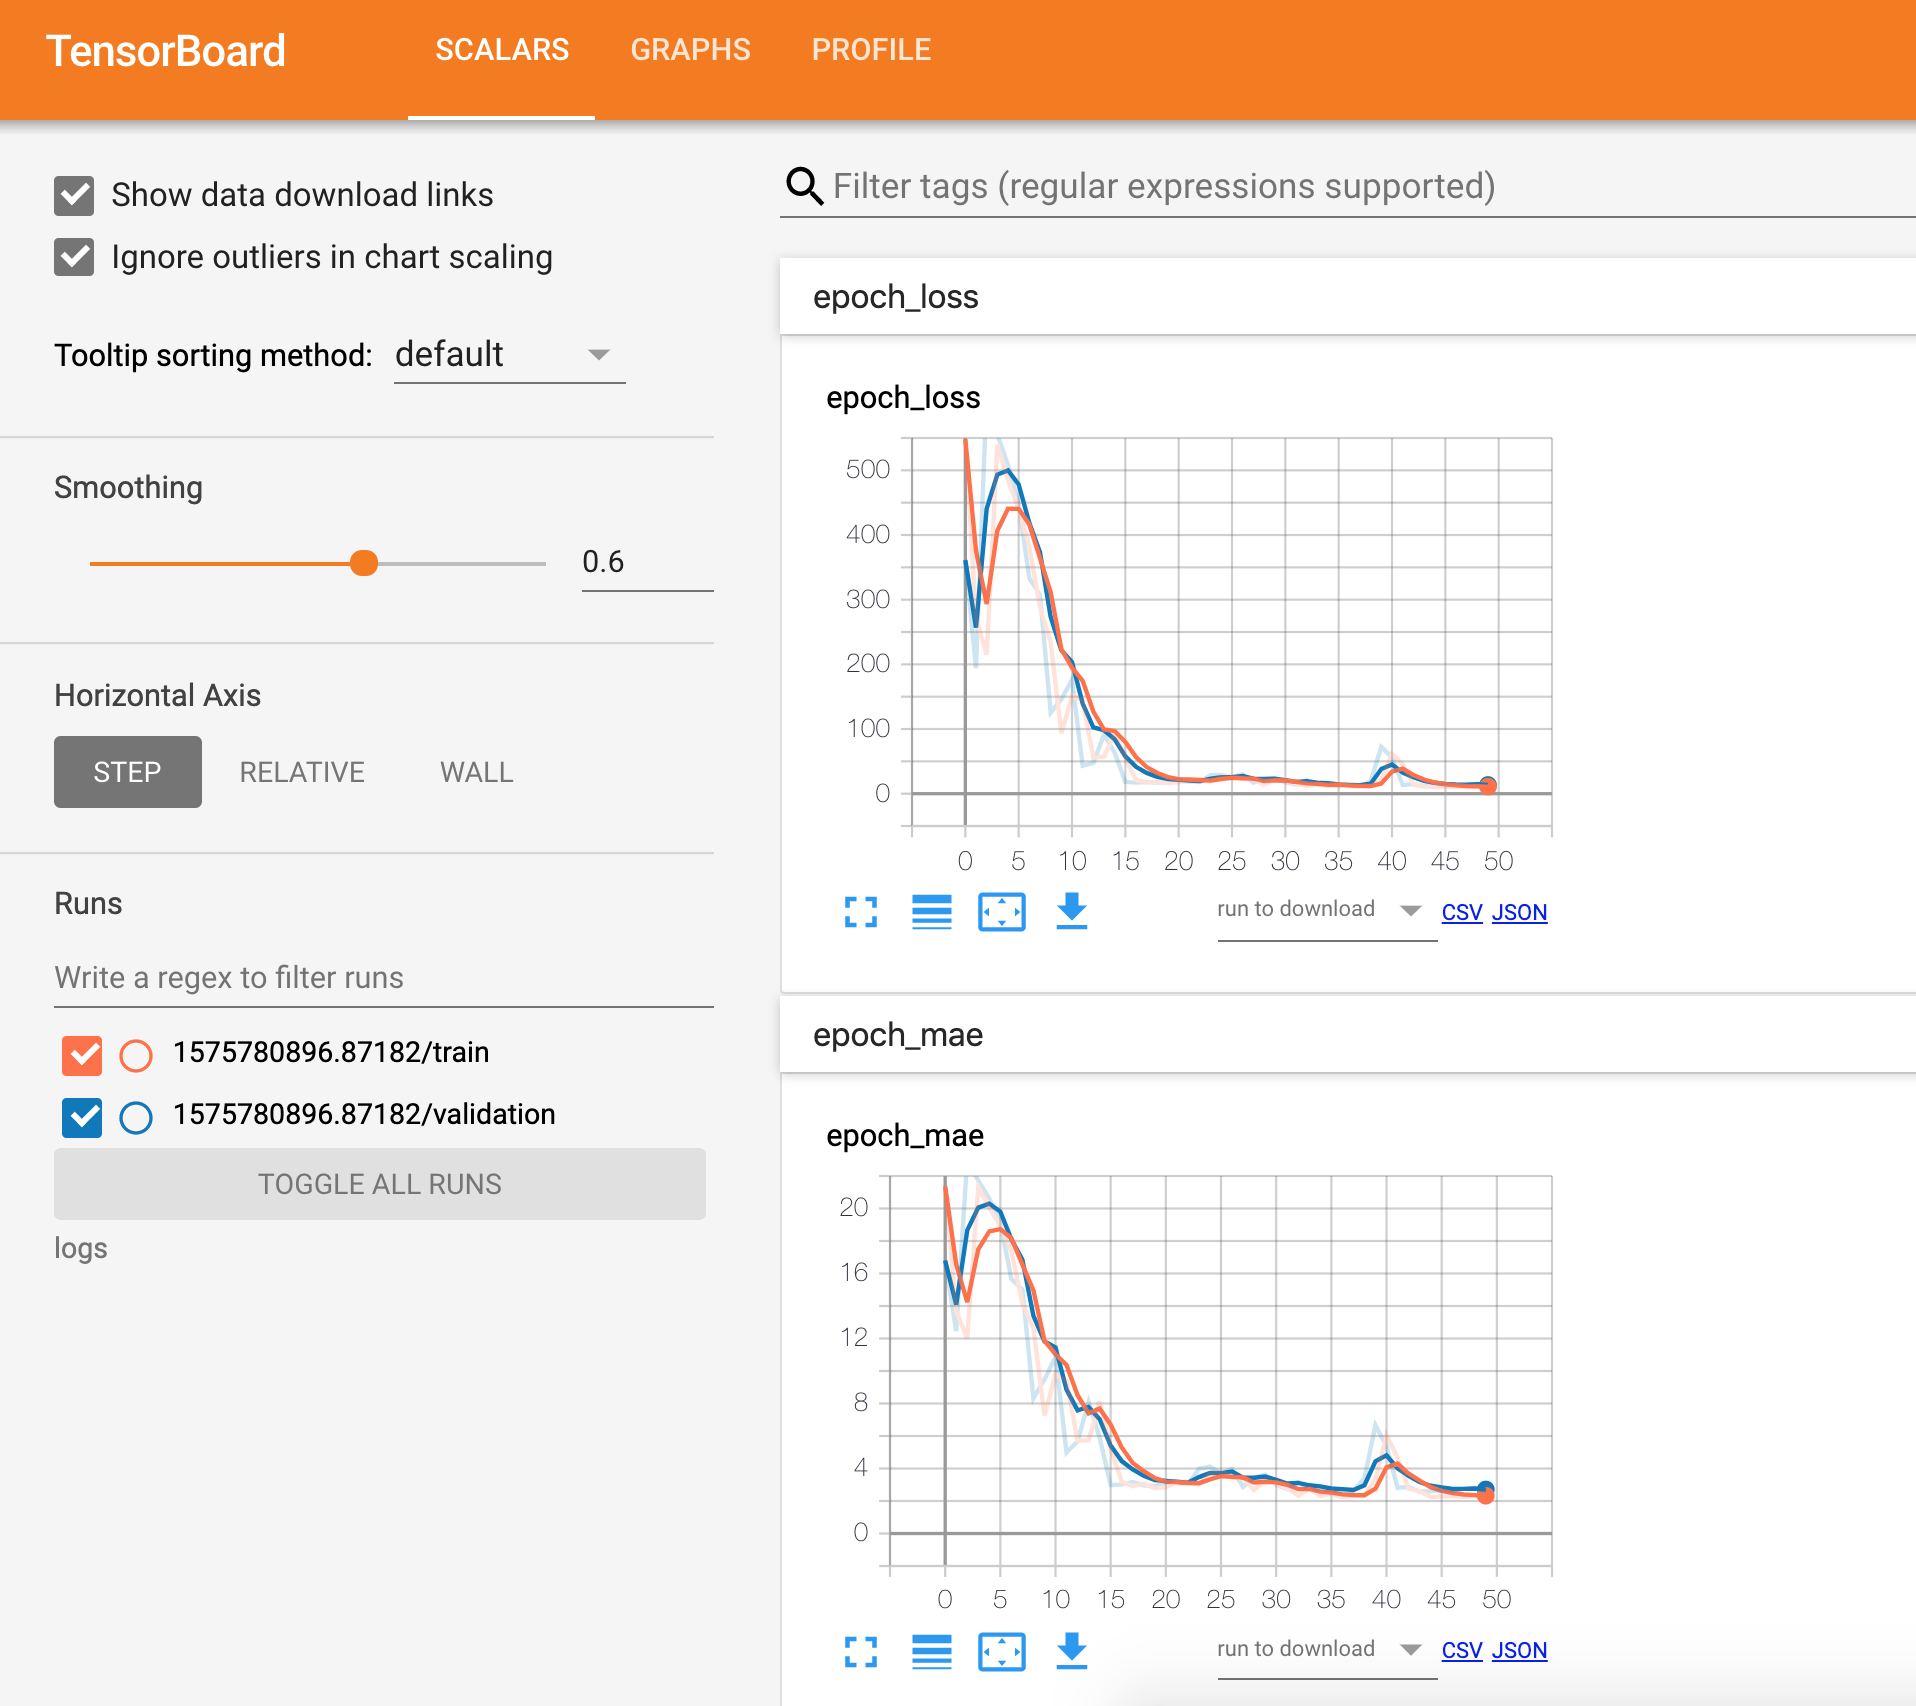 TensorBoard SCALARS GRAPHS PROFILE
Show data download links
Ignore outliers in chart scaling
Tooltip sorting method: default
Smoothing
0.6
Horizontal Axis
STEP RELATIVE WALL
Runs
Write a regex to filter runs
1575780896.87182/train
1575780896.87182/validation
TOGGLE ALL RUNS
logs
Filter tags (regular expressions supported)
epoch_loss
epoch_loss
500
400
300
200
100
0
0 5 10 15 20 25 30 35 40 45 50
run to download CSV JSON
epoch_mae
epoch_mae
20
16
12
8
4
0
0 5 10 15 20 25 30 35 40 45 50
run to download CSV JSON